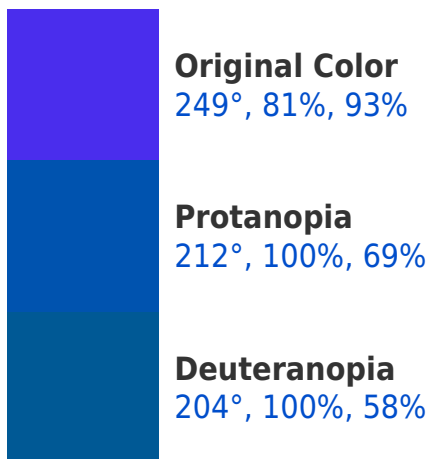 Original Color
249°, 81%, 93%
Protanopia
212°, 100%, 69%
Deuteranopia
204°, 100%, 58%